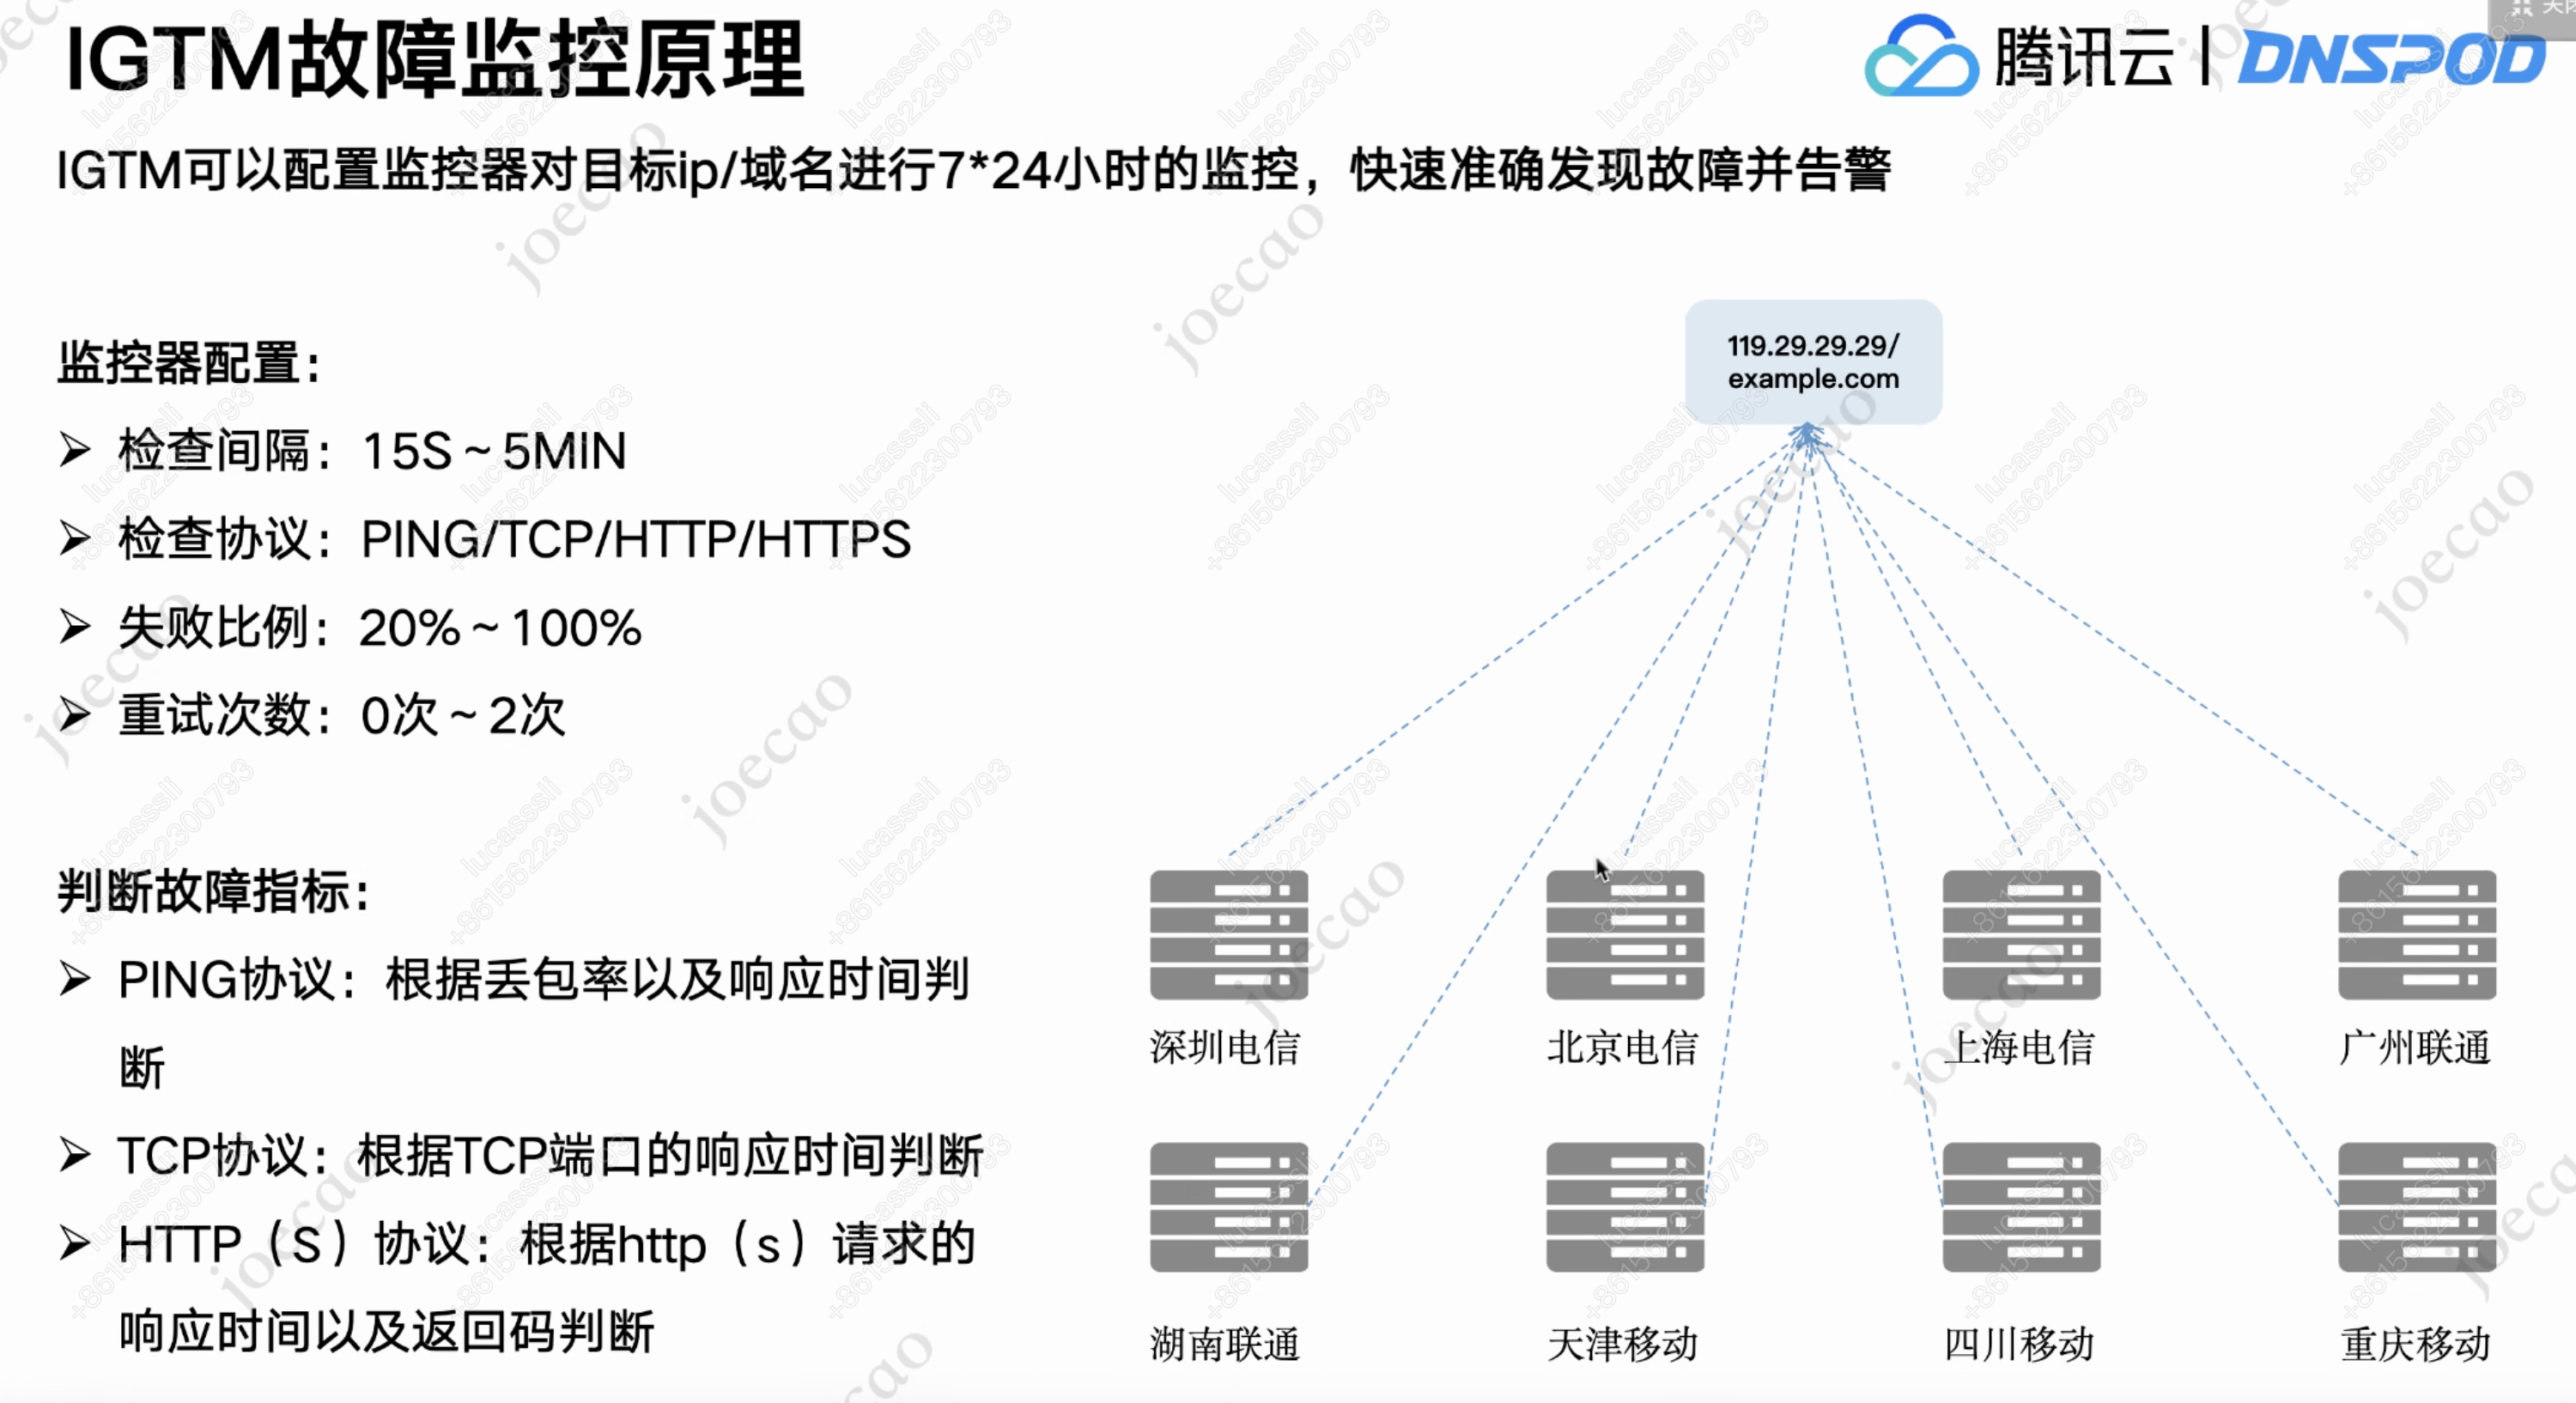 IGTM故障监控原理
腾讯云 | DNSPOD
IGTM可以配置监控器对目标ip/域名进行7*24小时的监控，快速准确发现故障并告警
监控器配置：
➢ 检查间隔：15S～5MIN
➢ 检查协议：PING/TCP/HTTP/HTTPS
➢ 失败比例：20%～100%
➢ 重试次数：0次～2次
判断故障指标：
➢ PING协议：根据丢包率以及响应时间判
断
➢ TCP协议：根据TCP端口的响应时间判断
➢ HTTP（S）协议：根据http（s）请求的
响应时间以及返回码判断
119.29.29.29/
example.com
深圳电信
北京电信
上海电信
广州联通
湖南联通
天津移动
四川移动
重庆移动
joecao
lucasssli
+8615622300793